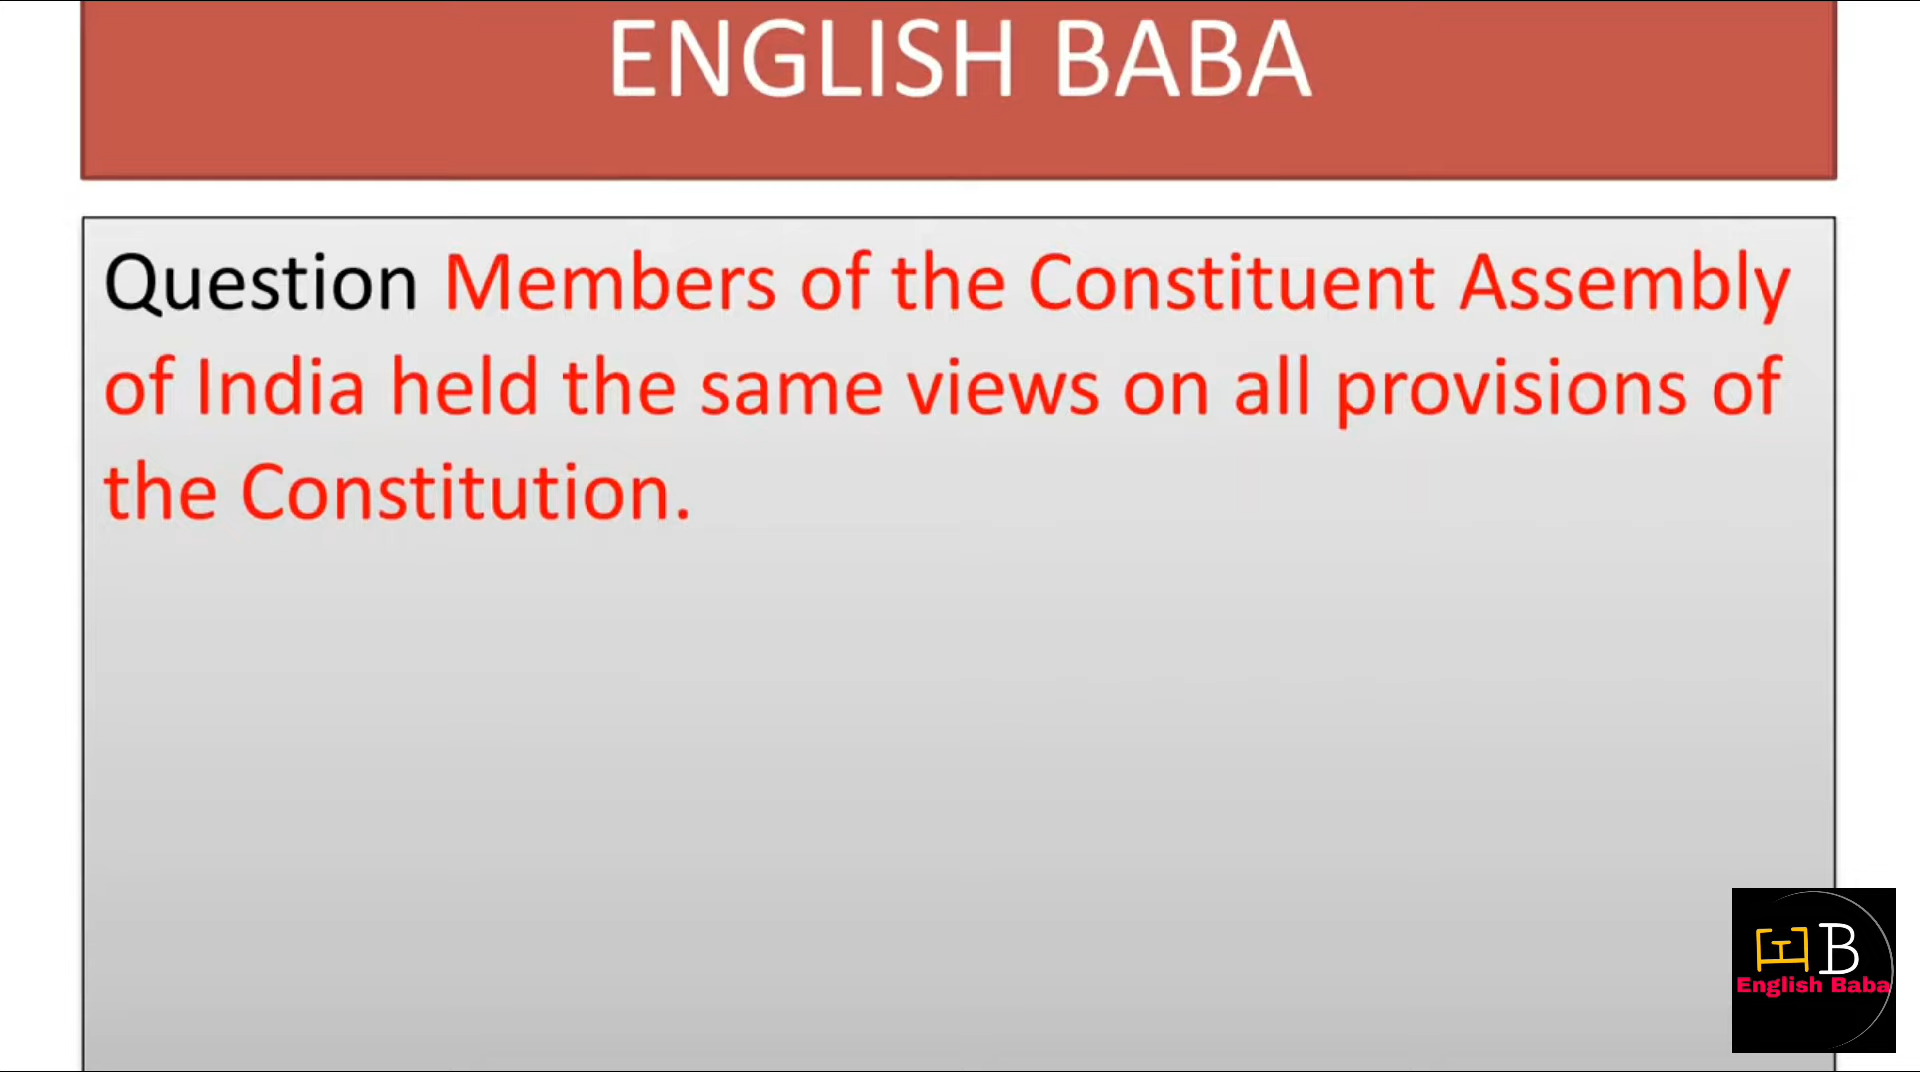 ENGLISH BABA
Question Members of the Constituent Assembly
of India held the same views on all provisions of
the Constitution.
B
English Baba